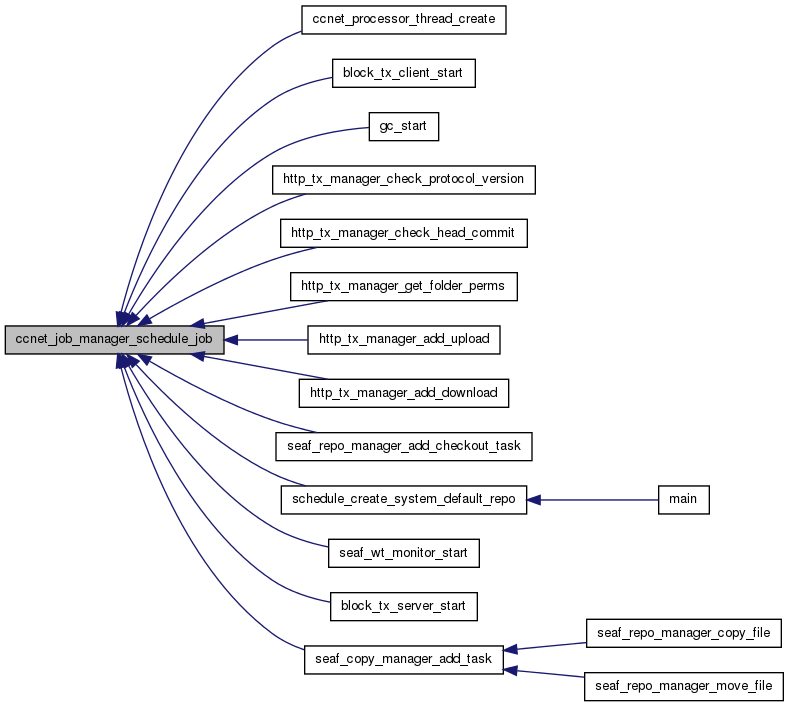 ccnet_processor_thread_create
block_tx_client_start
gc_start
http_tx_manager_check_protocol_version
http_tx_manager_check_head_commit
http_tx_manager_get_folder_perms
ccnet_job_manager_schedule_job
http_tx_manager_add_upload
http_tx_manager_add_download
seaf_repo_manager_add_checkout_task
schedule_create_system_default_repo
main
seaf_wt_monitor_start
block_tx_server_start
seaf_repo_manager_copy_file
seaf_copy_manager_add_task
seaf_repo_manager_move_file